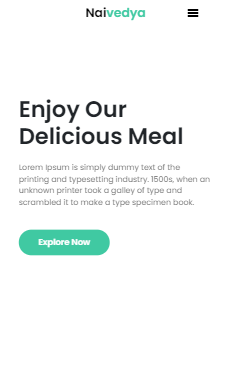 Naivedya
Enjoy Our
Delicious Meal
Lorem Ipsum is simply dummy text of the
printing and typesetting industry. 1500s, when an
unknown printer took a galley of type and
scrambled it to make a type specimen book.
Explore Now